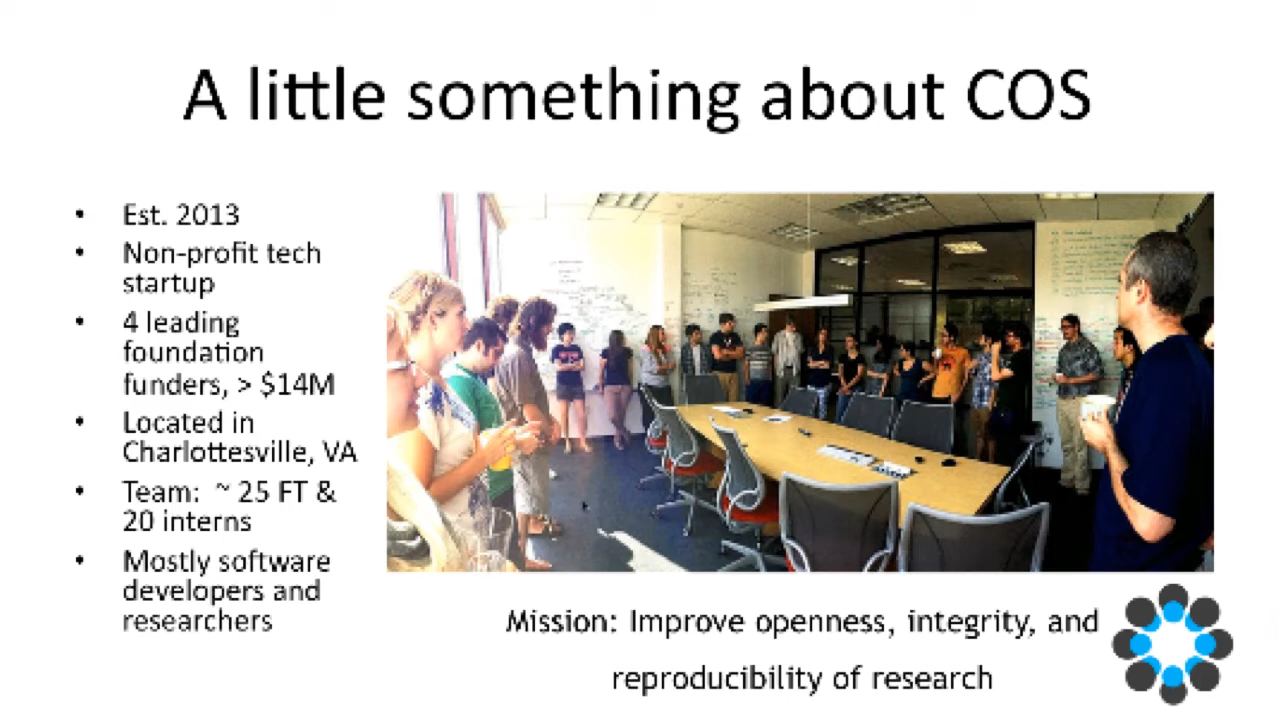 A little something about COS
• Est. 2013
• Non-profit tech
startup
• 4 leading
foundation
funders, > $14M
• Located in
Charlottesville, VA
• Team: ~ 25 FT &
20 interns
• Mostly software
developers and
researchers
Mission: Improve openness, integrity, and
reproducibility of research